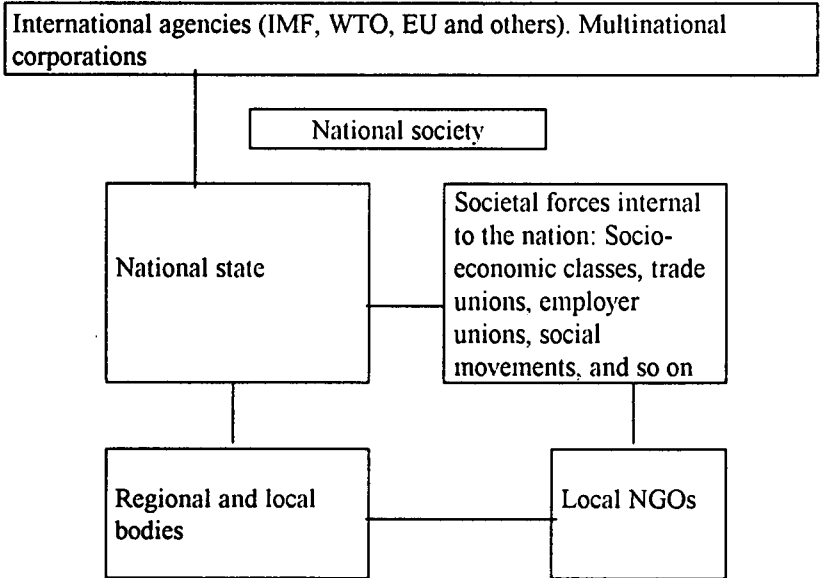 International agencies (IMF, WTO, EU and others). Multinational
corporations
National society
National state
Societal forces internal
to the nation: Socio-
economic classes, trade
unions, employer
unions, social
movements, and so on
Regional and local
bodies
Local NGOs